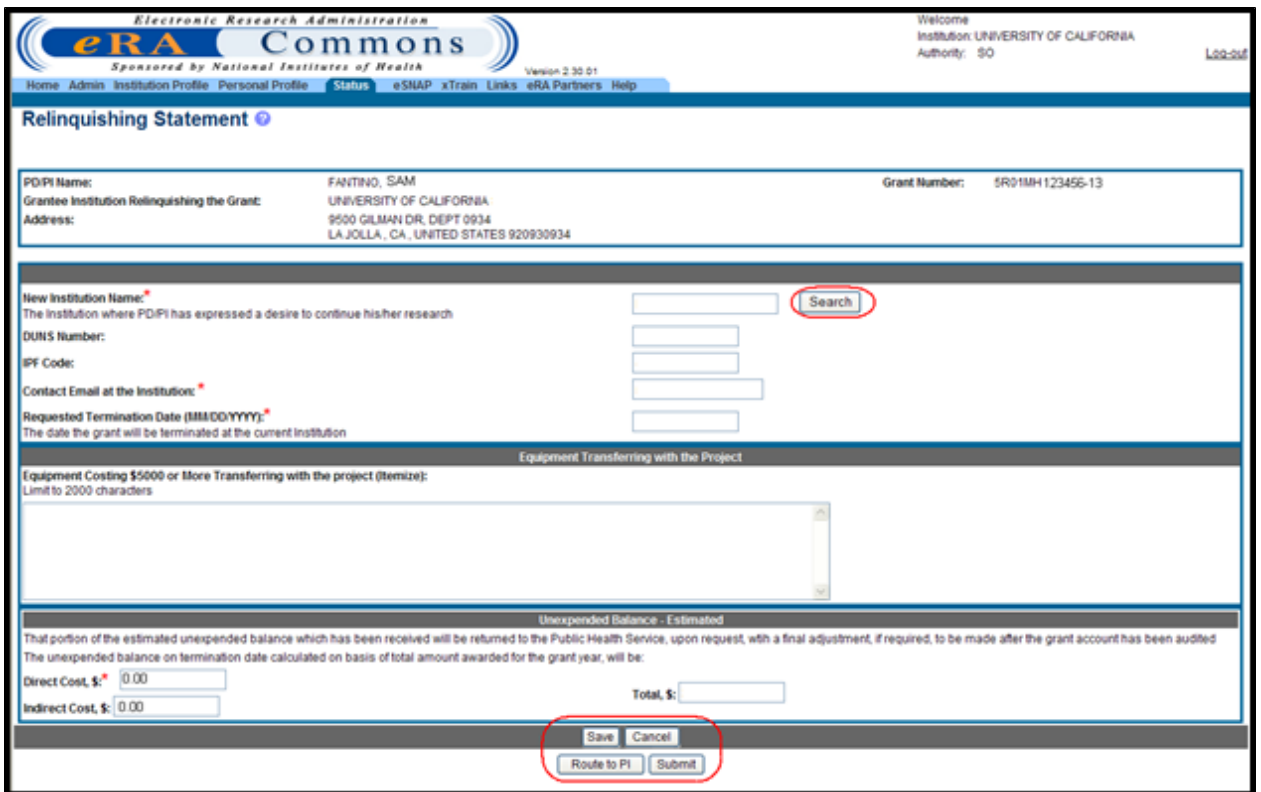 Electronic Research Administration
eRA Commons
Sponsored by National Institutes of Health
Version 2.30.01
Welcome
Institution: UNIVERSITY OF CALIFORNIA
Authority: SO
Log-out
Home Admin Institution Profile Personal Profile Status eSNAP xTrain Links eRA Partners Help
Relinquishing Statement ?
PD/PI Name: FANTINO, SAM Grant Number: 5R01MH123456-13
Grantee Institution Relinquishing the Grant: UNIVERSITY OF CALIFORNIA
Address: 9500 GILMAN DR, DEPT 0934
LA JOLLA , CA , UNITED STATES 920930934
New Institution Name:* Search
The Institution where PD/PI has expressed a desire to continue his/her research
DUNS Number:
IPF Code:
Contact Email at the Institution: *
Requested Termination Date (MM/DD/YYYY):*
The date the grant will be terminated at the current Institution
Equipment Transferring with the Project
Equipment Costing $5000 or More Transferring with the project (Itemize):
Limit to 2000 characters
Unexpended Balance - Estimated
That portion of the estimated unexpended balance which has been received will be returned to the Public Health Service, upon request, wtih a final adjustment, if required, to be made after the grant account has been audited
The unexpended balance on termination date calculated on basis of total amount awarded for the grant year, will be:
Direct Cost, $:* 0.00
Total, $:
Indirect Cost, $: 0.00
Save Cancel
Route to PI Submit